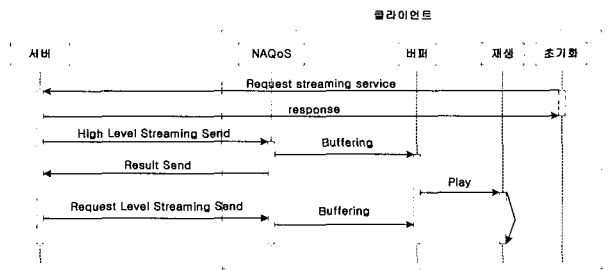 클라이언트
서버
NAQoS
버퍼
재생
초기화
Request streaming service
response
High Level Streaming Send
Buffering
Result Send
Play
Request Level Streaming Send
Buffering